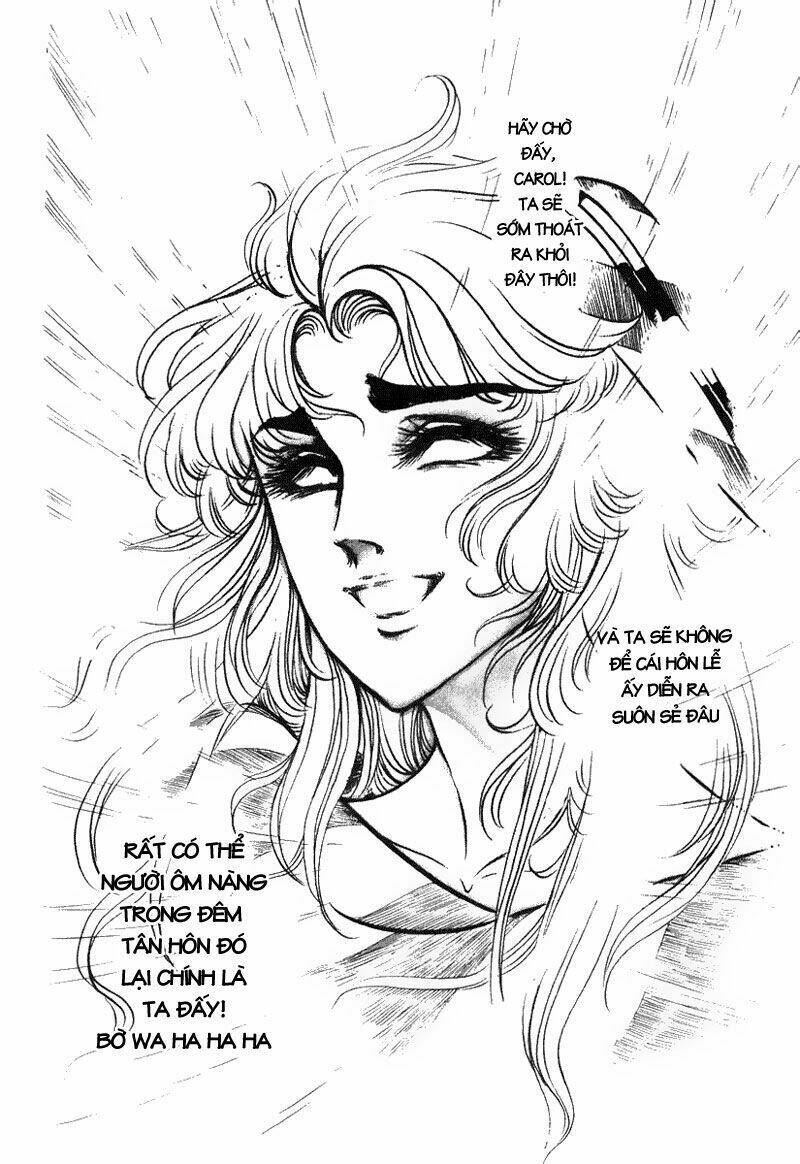 HÃY CHỜ
ĐẤY,
CAROL!
TA SẼ
SỚM THOÁT
RA KHỎI
ĐÂY THÔI!
VÀ TA SẼ KHÔNG
ĐỂ CÁI HÔN LỄ
ẤY DIỄN RA
SUÔN SẺ ĐÂU
RẤT CÓ THỂ
NGƯỜI ÔM NÀNG
TRONG ĐÊM
TÂN HÔN ĐÓ
LẠI CHÍNH LÀ
TA ĐẤY!
BỜ WA HA HA HA